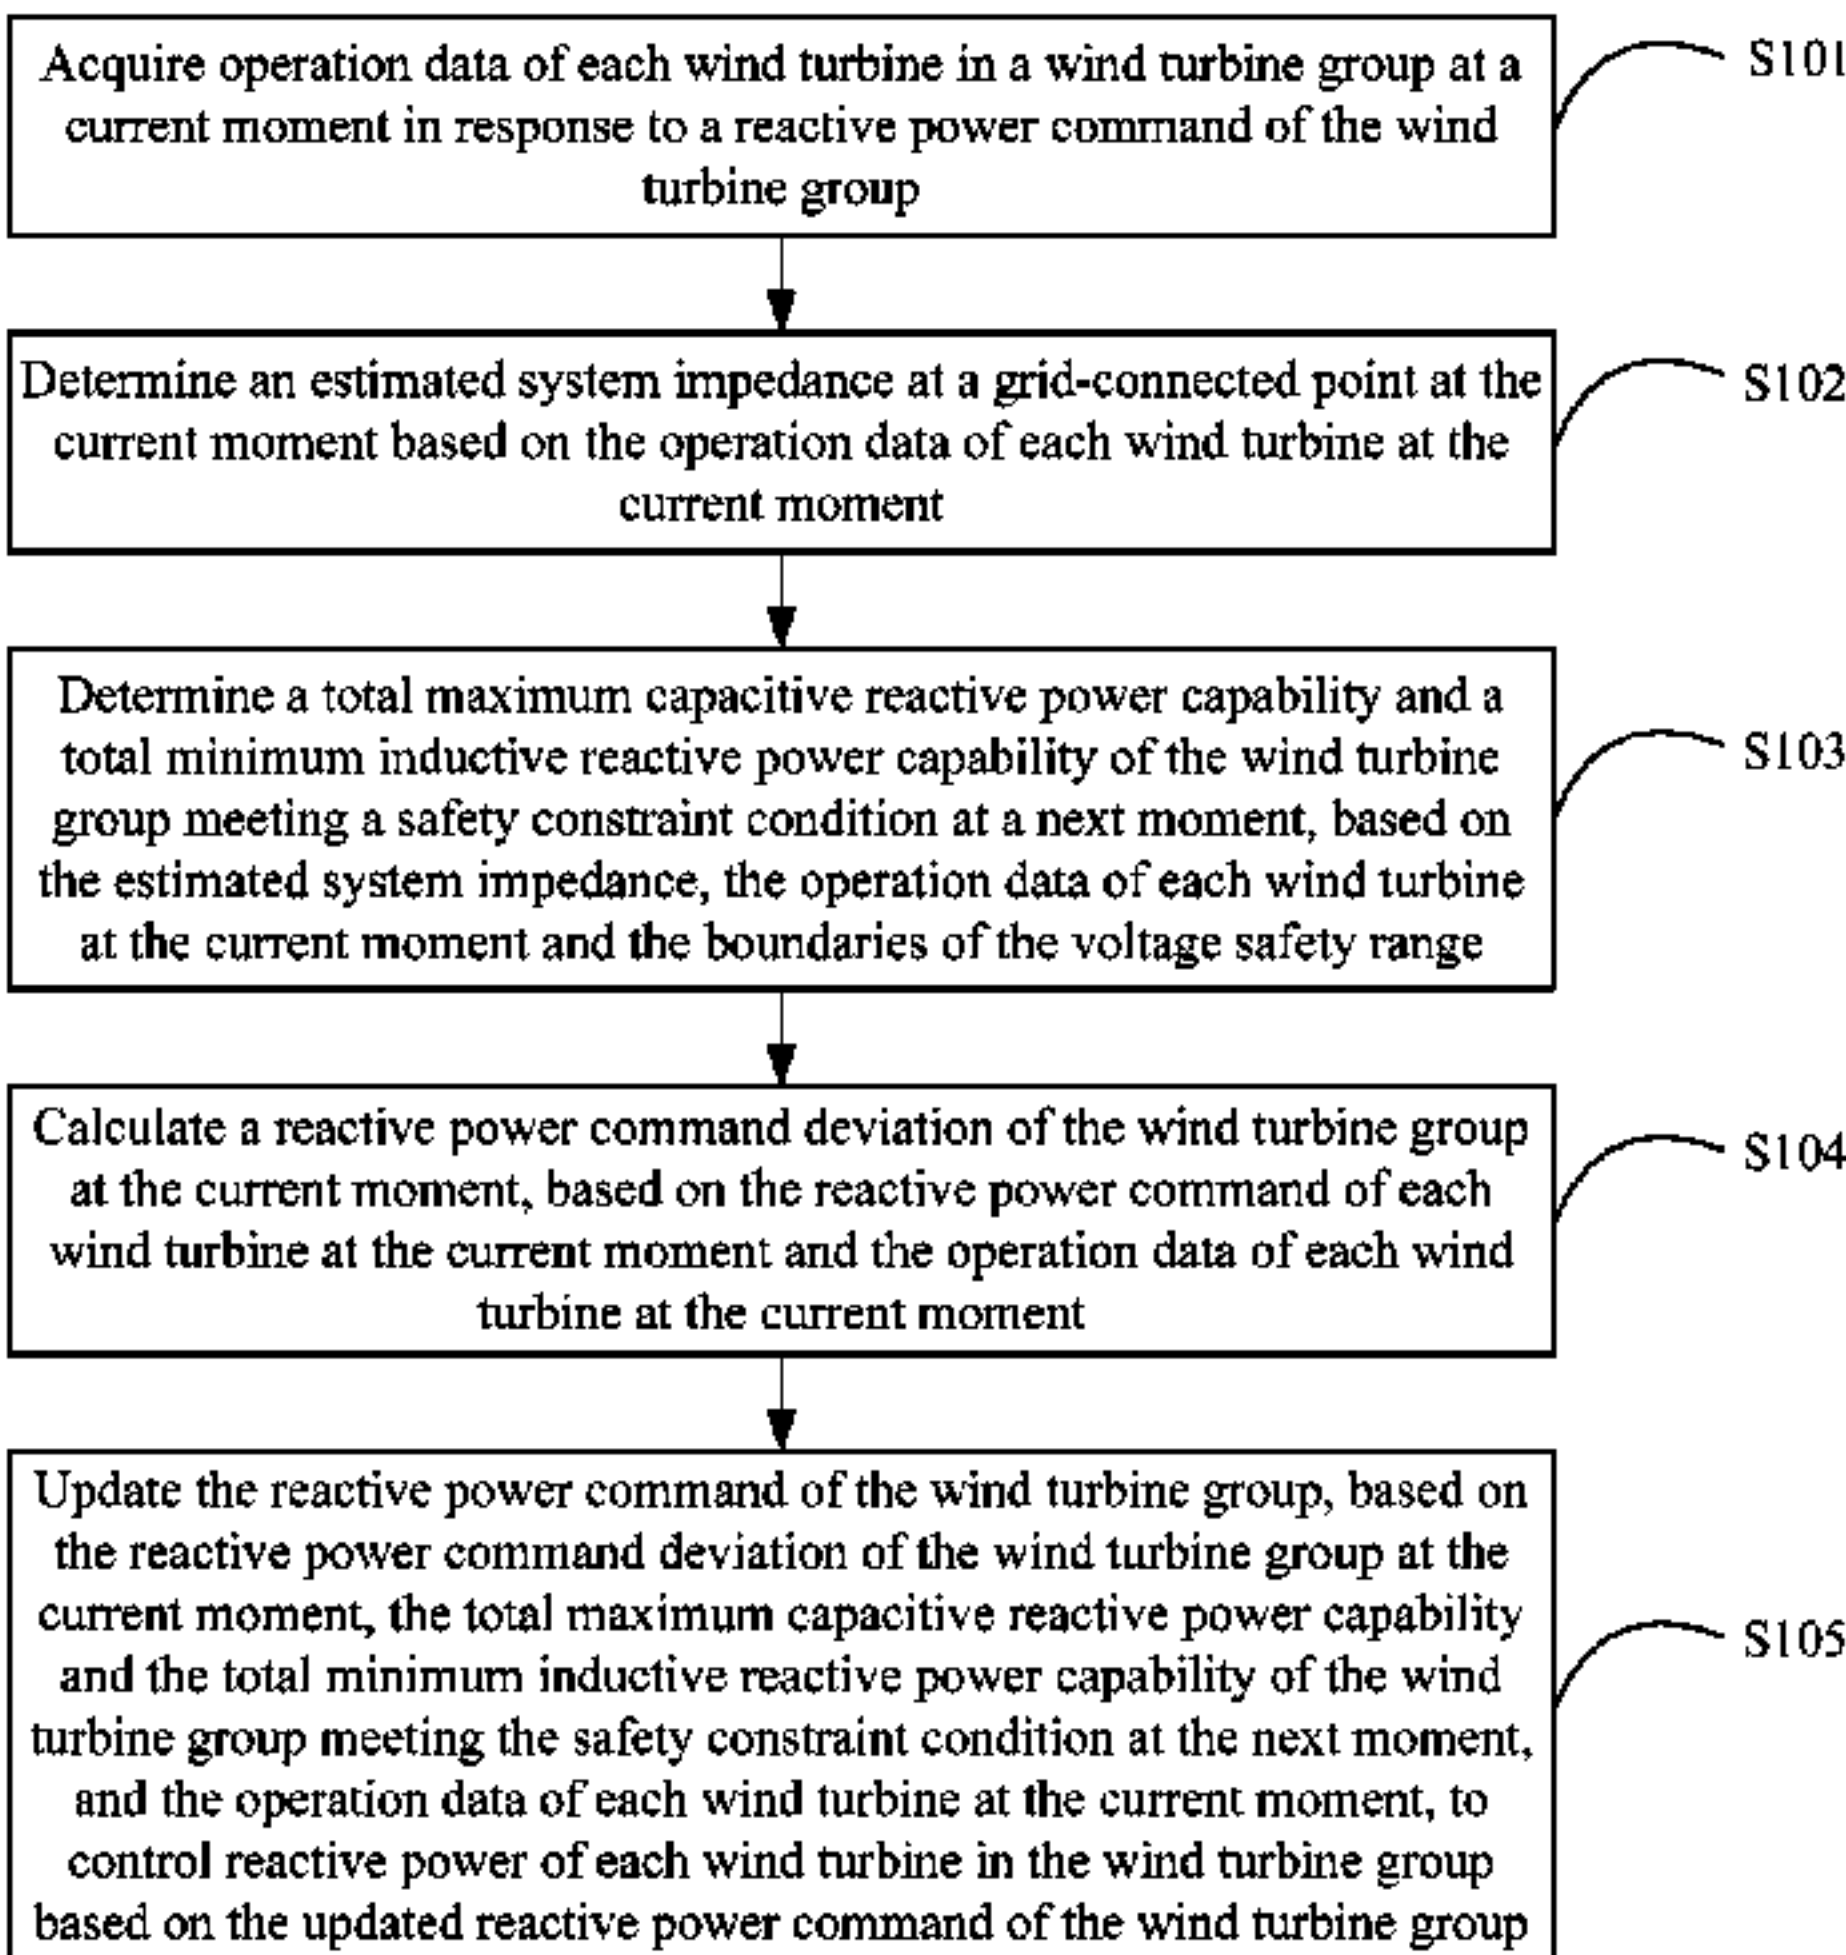 Acquire operation data of each wind turbine in a wind turbine group at a
current moment in response to a reactive power command of the wind
turbine group
S101
Determine an estimated system impedance at a grid-connected point at the
current moment based on the operation data of each wind turbine at the
current moment
S102
Determine a total maximum capacitive reactive power capability and a
total minimum inductive reactive power capability of the wind turbine
group meeting a safety constraint condition at a next moment, based on
the estimated system impedance, the operation data of each wind turbine
at the current moment and the boundaries of the voltage safety range
S103
Calculate a reactive power command deviation of the wind turbine group
at the current moment, based on the reactive power command of each
wind turbine at the current moment and the operation data of each wind
turbine at the current moment
S104
Update the reactive power command of the wind turbine group, based on
the reactive power command deviation of the wind turbine group at the
current moment, the total maximum capacitive reactive power capability
and the total minimum inductive reactive power capability of the wind
turbine group meeting the safety constraint condition at the next moment,
and the operation data of each wind turbine at the current moment, to
control reactive power of each wind turbine in the wind turbine group
based on the updated reactive power command of the wind turbine group
S105